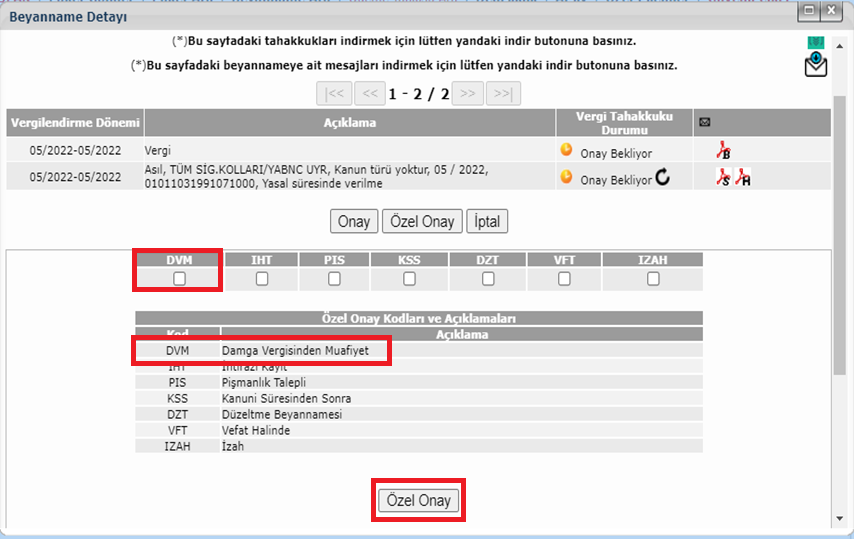 Beyanname Detayı
(*)Bu sayfadaki tahakkukları indirmek için lütfen yandaki indir butonuna basınız.
(*)Bu sayfadaki beyannameye ait mesajları indirmek için lütfen yandaki indir butonuna basınız.
|<< << 1 - 2 / 2 >> >>|
Vergilendirme Dönemi Açıklama Vergi Tahakkuku
Durumu
05/2022-05/2022 Vergi Onay Bekliyor B
05/2022-05/2022 Asıl, TÜM SİG.KOLLARI/YABNC UYR, Kanun türü yoktur, 05 / 2022,
01011031991071000, Yasal süresinde verilme Onay Bekliyor S H
Onay Özel Onay İptal
DVM IHT PIS KSS DZT VFT IZAH
Özel Onay Kodları ve Açıklamaları
Kod Açıklama
DVM Damga Vergisinden Muafiyet
IHT İhtirazi Kayıt
PIS Pişmanlık Talepli
KSS Kanuni Süresinden Sonra
DZT Düzeltme Beyannamesi
VFT Vefat Halinde
IZAH İzah
Özel Onay